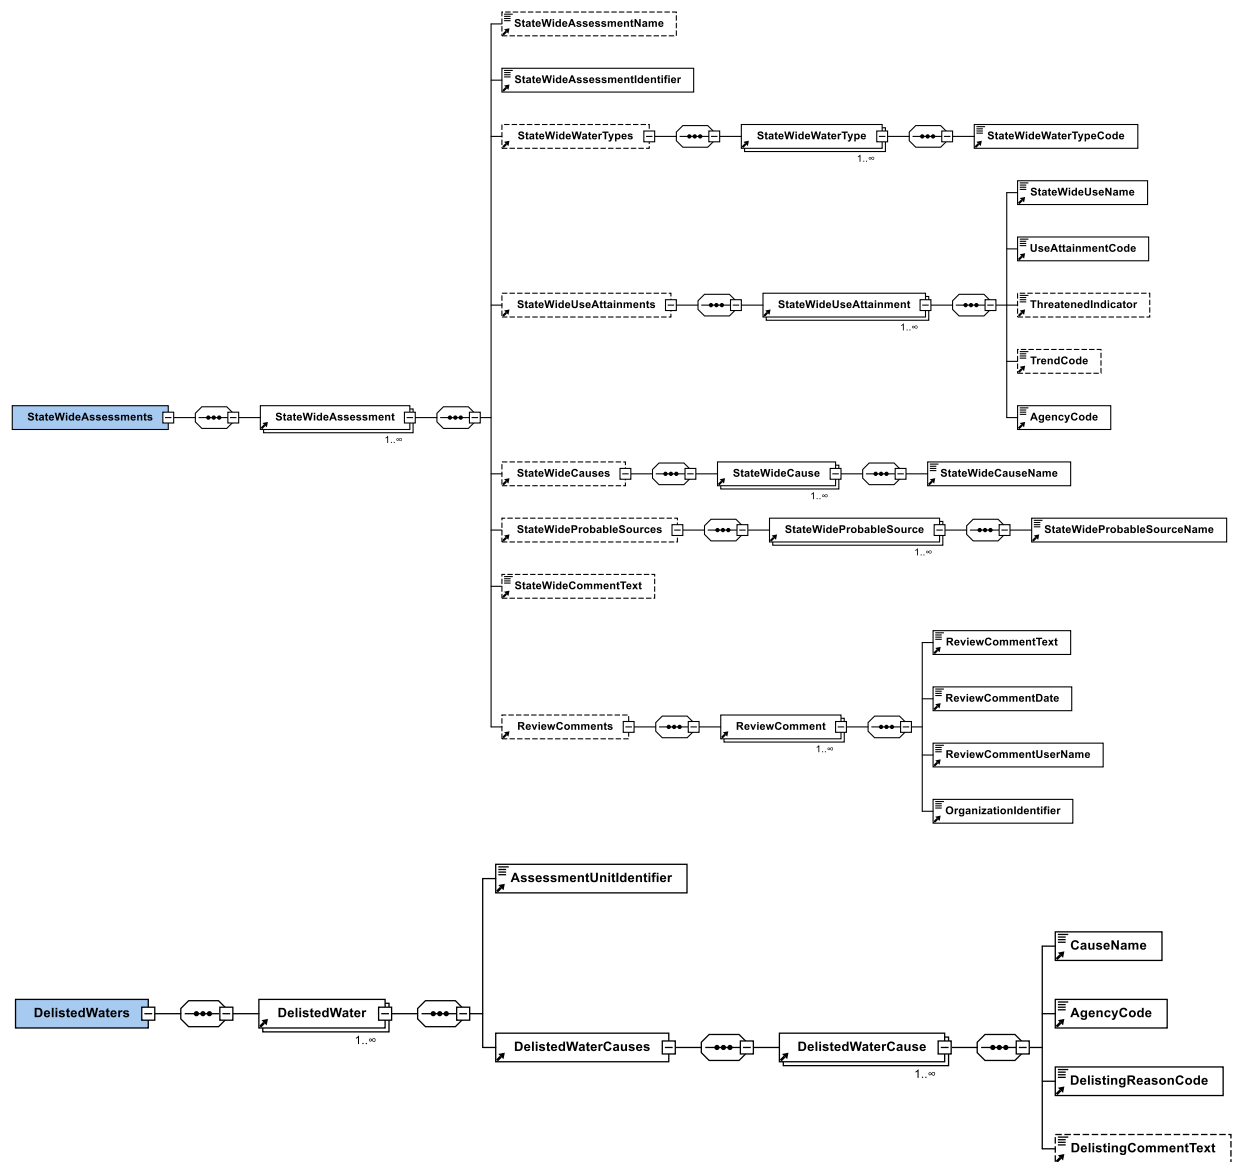 StateWideAssessmentName
StateWideAssessmentIdentifier
StateWideWaterTypes
StateWideWaterType
1..∞
StateWideWaterTypeCode
StateWideUseName
UseAttainmentCode
StateWideUseAttainments
StateWideUseAttainment
1..∞
ThreatenedIndicator
TrendCode
AgencyCode
StateWideAssessments
StateWideAssessment
1..∞
StateWideCauses
StateWideCause
1..∞
StateWideCauseName
StateWideProbableSources
StateWideProbableSource
1..∞
StateWideProbableSourceName
StateWideCommentText
ReviewCommentText
ReviewCommentDate
ReviewComments
ReviewComment
1..∞
ReviewCommentUserName
OrganizationIdentifier
AssessmentUnitIdentifier
CauseName
DelistedWaters
DelistedWater
1..∞
AgencyCode
DelistedWaterCauses
DelistedWaterCause
1..∞
DelistingReasonCode
DelistingCommentText